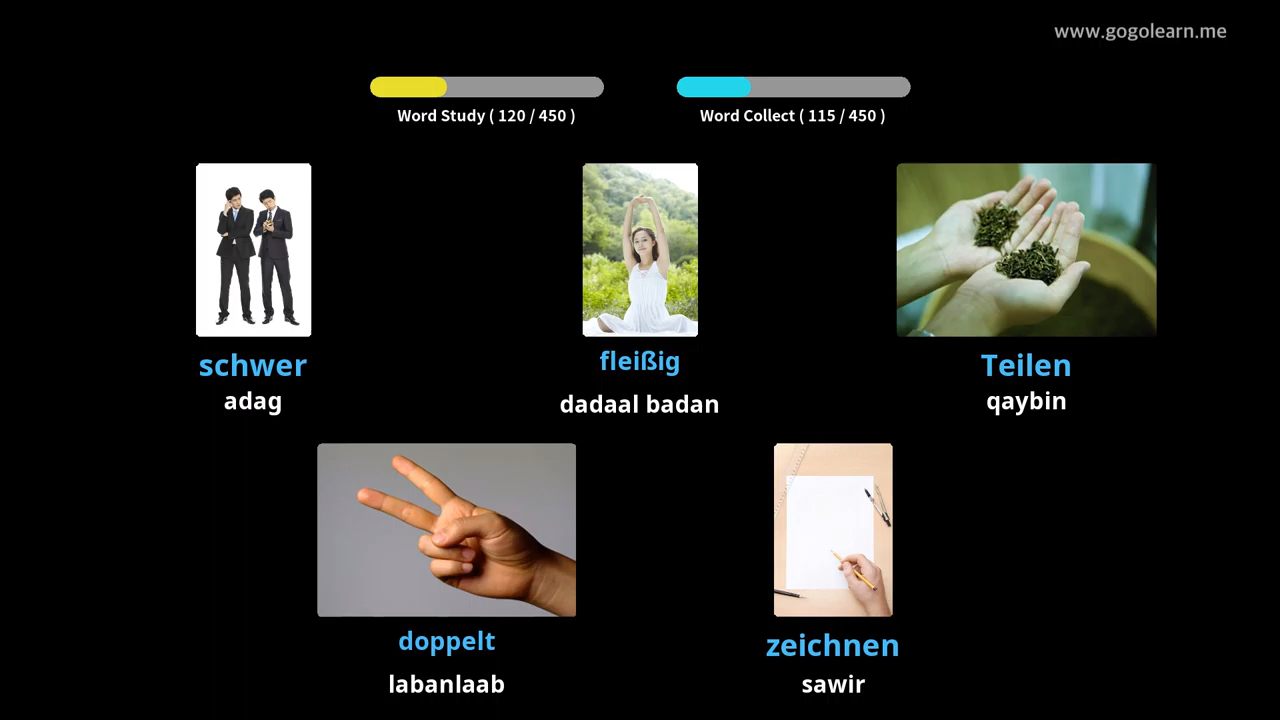 www.gogolearn.me
Word Study ( 120 / 450 )
Word Collect ( 115 / 450 )
schwer
adag
fleißig
dadaal badan
Teilen
qaybin
doppelt
labanlaab
zeichnen
sawir